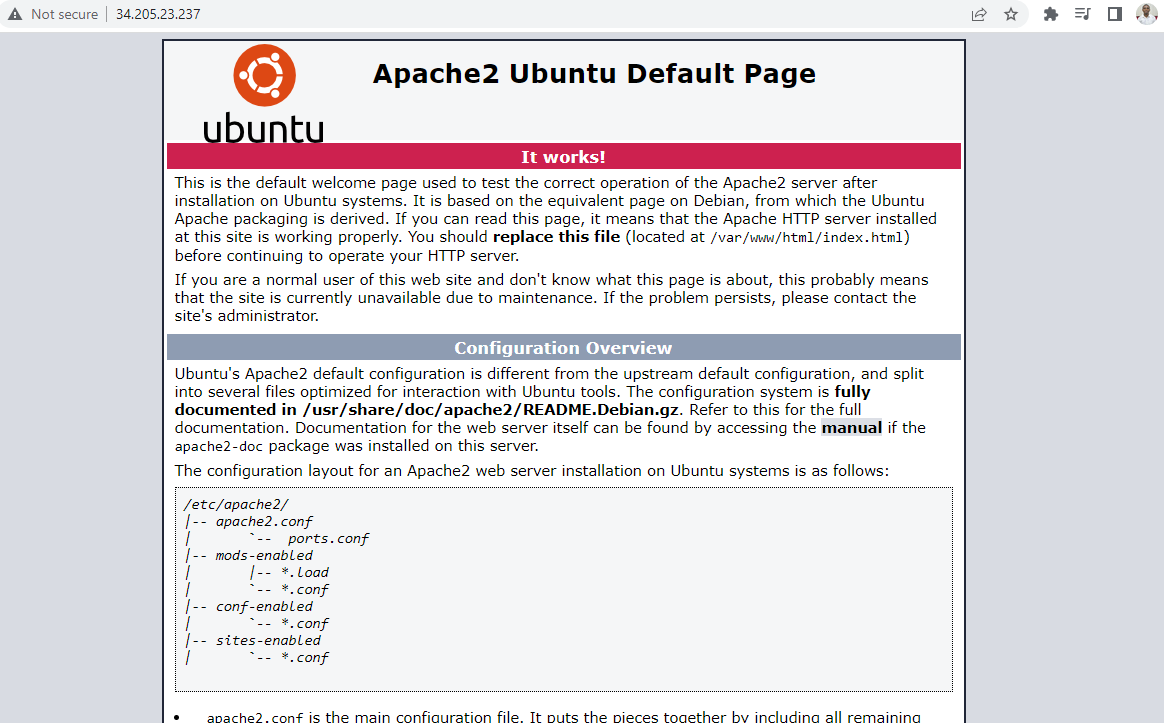 Not secure | 34.205.23.237
Apache2 Ubuntu Default Page
ubuntu
It works!
This is the default welcome page used to test the correct operation of the Apache2 server after
installation on Ubuntu systems. It is based on the equivalent page on Debian, from which the Ubuntu
Apache packaging is derived. If you can read this page, it means that the Apache HTTP server installed
at this site is working properly. You should replace this file (located at /var/www/html/index.html)
before continuing to operate your HTTP server.
If you are a normal user of this web site and don't know what this page is about, this probably means
that the site is currently unavailable due to maintenance. If the problem persists, please contact the
site's administrator.
Configuration Overview
Ubuntu's Apache2 default configuration is different from the upstream default configuration, and split
into several files optimized for interaction with Ubuntu tools. The configuration system is fully
documented in /usr/share/doc/apache2/README.Debian.gz. Refer to this for the full
documentation. Documentation for the web server itself can be found by accessing the manual if the
apache2-doc package was installed on this server.
The configuration layout for an Apache2 web server installation on Ubuntu systems is as follows:
/etc/apache2/
|-- apache2.conf
|       `--  ports.conf
|-- mods-enabled
|       |-- *.load
|       `-- *.conf
|-- conf-enabled
|       `-- *.conf
|-- sites-enabled
|       `-- *.conf
• apache2.conf is the main configuration file. It puts the pieces together by including all remaining